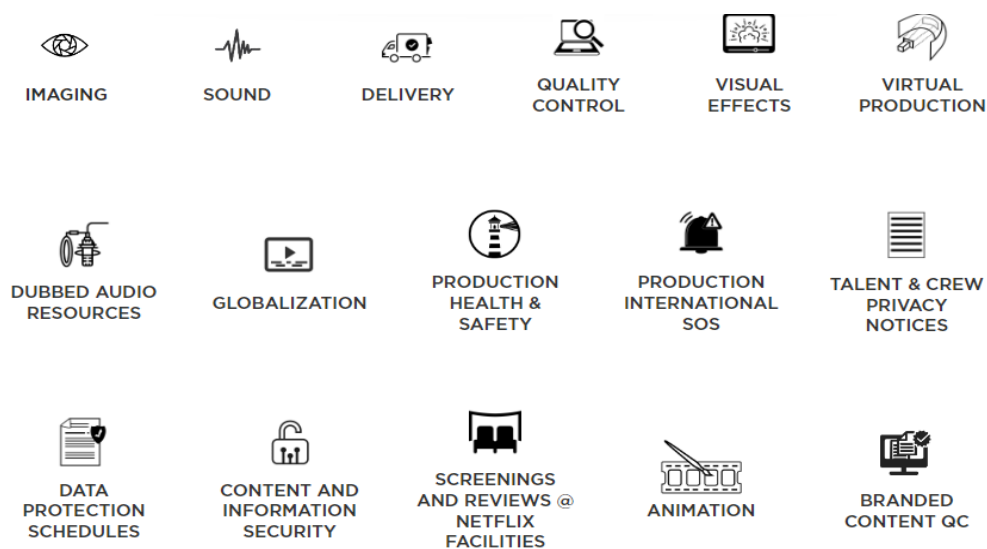 IMAGING
SOUND
DELIVERY
QUALITY
CONTROL
VISUAL
EFFECTS
VIRTUAL
PRODUCTION
DUBBED AUDIO
RESOURCES
GLOBALIZATION
PRODUCTION
HEALTH &
SAFETY
PRODUCTION
INTERNATIONAL
SOS
TALENT & CREW
PRIVACY
NOTICES
DATA
PROTECTION
SCHEDULES
CONTENT AND
INFORMATION
SECURITY
SCREENINGS
AND REVIEWS @
NETFLIX
FACILITIES
ANIMATION
BRANDED
CONTENT QC